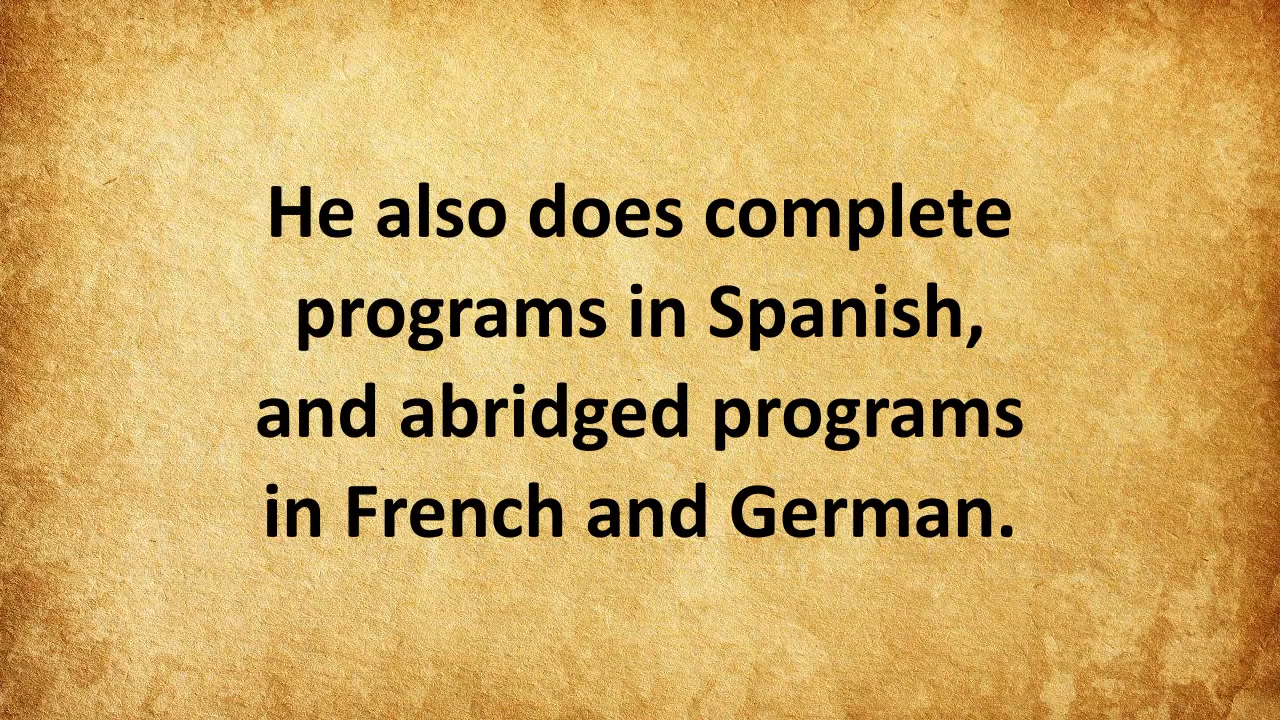 He also does complete
programs in Spanish,
and abridged programs
in French and German.